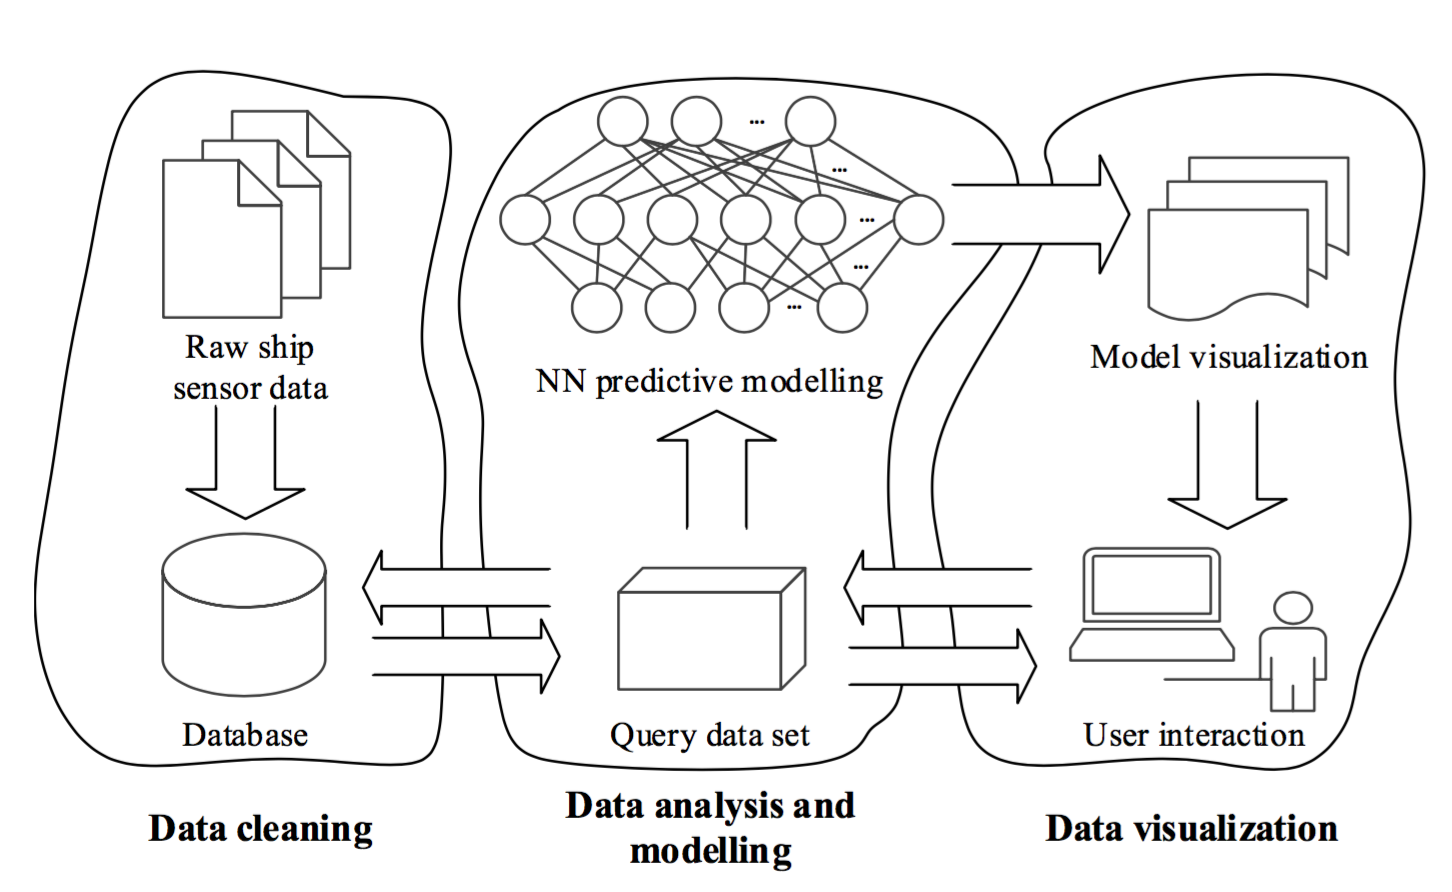 Raw ship
sensor data
Database
Data cleaning
...
...
...
...
...
NN predictive modelling
Query data set
Data analysis and
modelling
Model visualization
User interaction
Data visualization